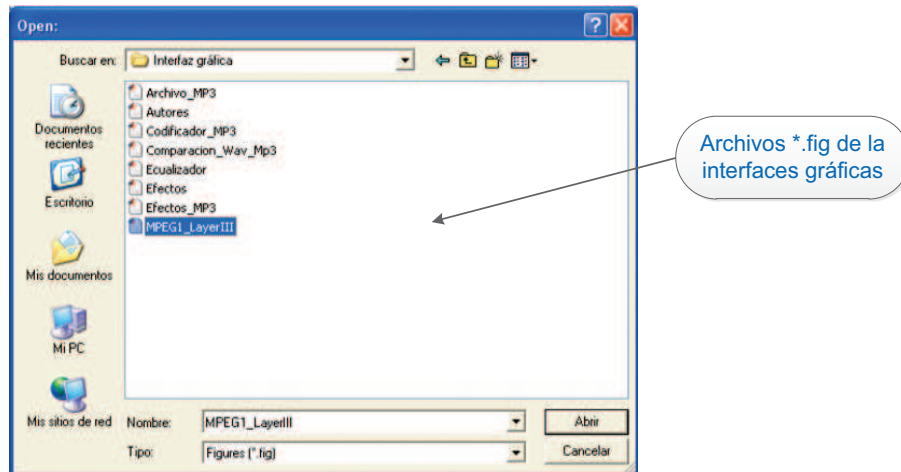 Open:
Buscar en:
Interfaz gráfica
Documentos
recientes
Escritorio
Mis documentos
Mi PC
Mis sitios de red
Archivo_MP3
Autores
Codificador_MP3
Comparacion_Wav_Mp3
Ecualizador
Efectos
Efectos_MP3
MPEG1_LayerIII
Nombre:
MPEG1_LayerIII
Abrir
Tipo:
Figures (*.fig)
Cancelar
Archivos *.fig de la
interfaces gráficas